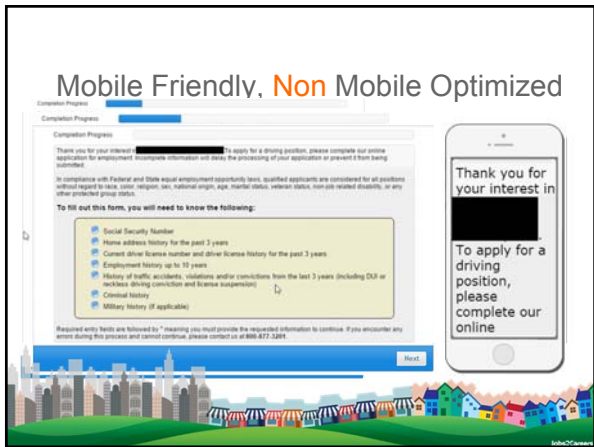 Mobile Friendly, Non Mobile Optimized
Completion Progress
Completion Progress
Completion Progress
Thank you for your interest in To apply for a driving position, please complete our online
application for employment. Incomplete information will delay the processing of your application or prevent it from being
submitted.
In compliance with Federal and State equal employment opportunity laws, qualified applicants are considered for all positions
without regard to race, color, religion, sex, national origin, age, marital status, veteran status, non-job related disability, or any
other protected group status.
To fill out this form, you will need to know the following:
Social Security Number
Home address history for the past 3 years
Current driver license number and driver license history for the past 3 years
Employment history up to 10 years
History of traffic accidents, violations and/or convictions from the last 3 years (including DUI or
reckless driving conviction and license suspension)
Criminal history
Military history (if applicable)
Required entry fields are followed by * meaning you must provide the requested information to continue. If you encounter any
errors during this process and cannot continue, please contact us at 800.877.3201.
Next
Thank you for
your interest in
.
To apply for a
driving
position,
please
complete our
online
Jobs2Careers